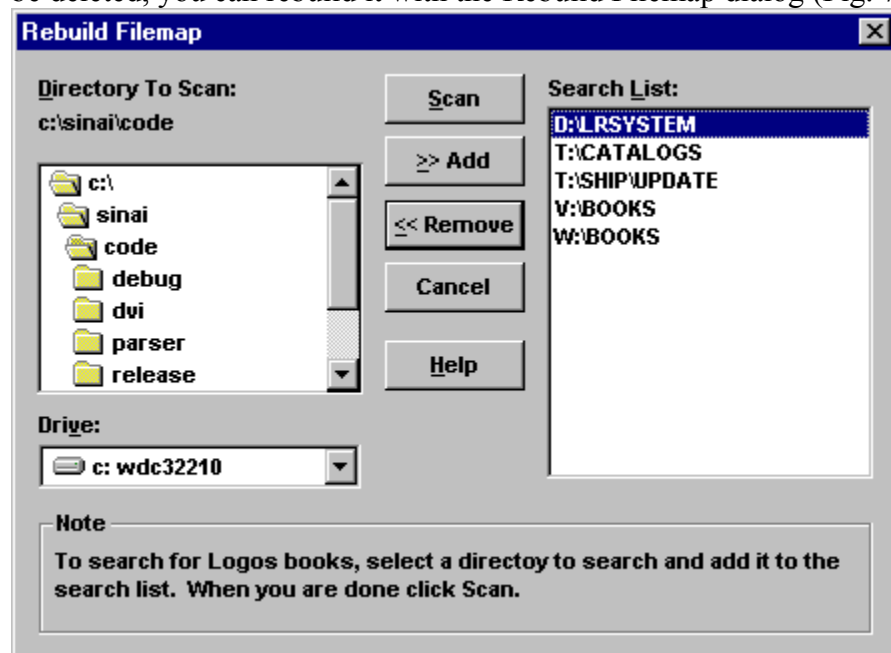 be deleted, you can rebuild it with the Rebuild Filemap dialog (Fig.
Rebuild Filemap
Directory To Scan:
c:\sinai\code
c:\
sinai
code
debug
dvi
parser
release
Drive:
c: wdc32210
Scan
>> Add
<< Remove
Cancel
Help
Search List:
D:\LRSYSTEM
T:\CATALOGS
T:\SHIP\UPDATE
V:\BOOKS
W:\BOOKS
Note
To search for Logos books, select a directoy to search and add it to the
search list.  When you are done click Scan.